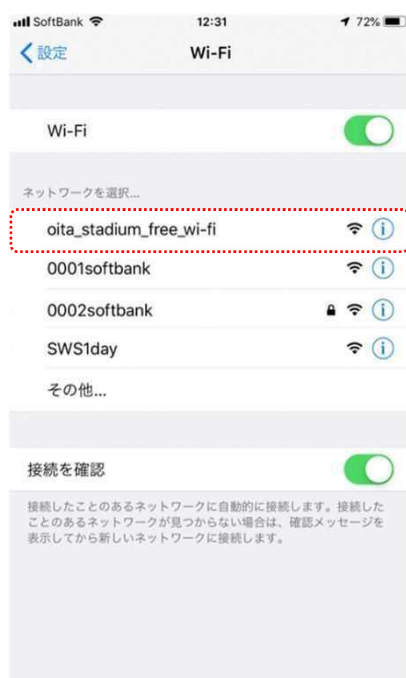 SoftBank 12:31 72%
設定 Wi-Fi
Wi-Fi
ネットワークを選択...
oita_stadium_free_wi-fi
0001softbank
0002softbank
SWS1day
その他...
接続を確認
接続したことのあるネットワークに自動的に接続します。接続した
ことのあるネットワークが見つからない場合は、確認メッセージを
表示してから新しいネットワークに接続します。